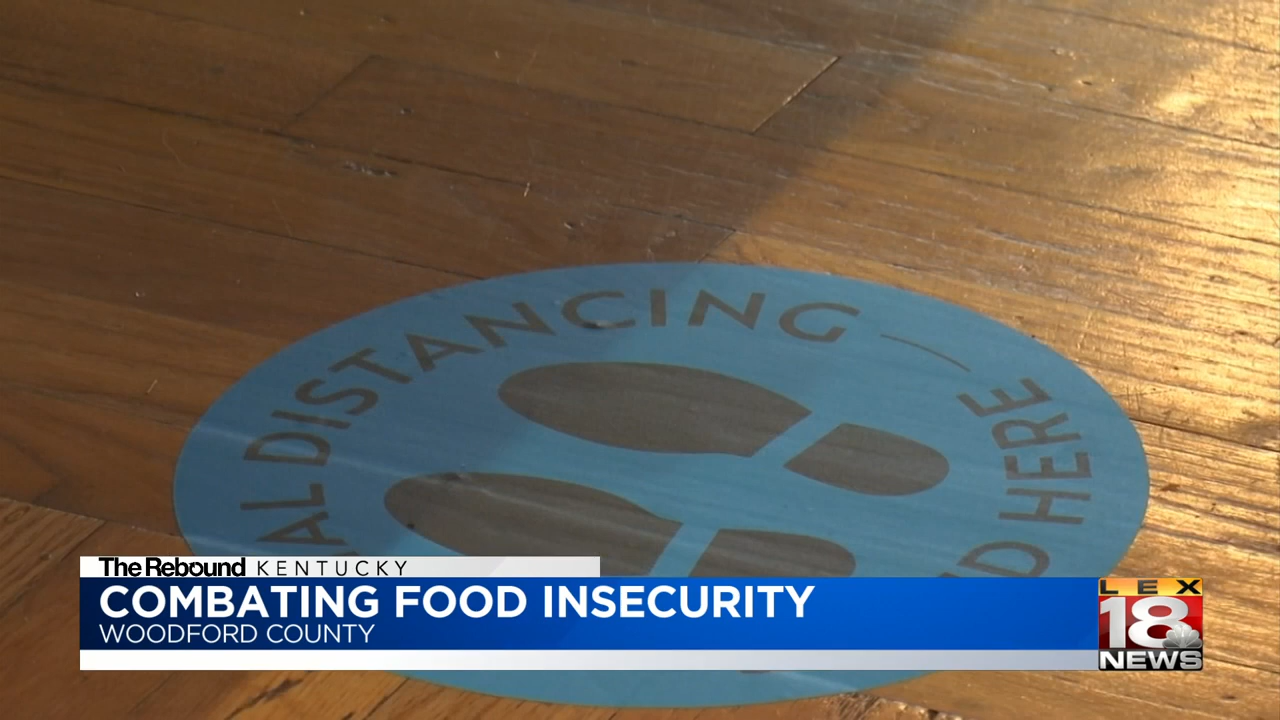 DISTANCING —
HERE
The Rebound KENTUCKY
COMBATING FOOD INSECURITY
WOODFORD COUNTY
LEX
18
NEWS